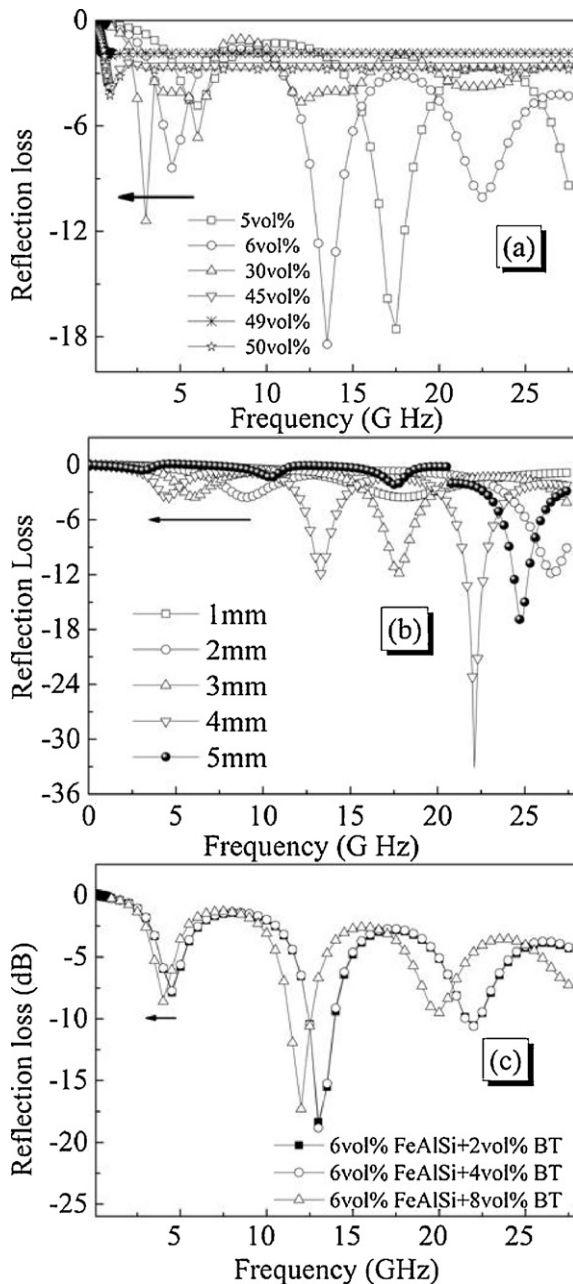 0
-6
-12
-18
Reflection loss
5vol%
6vol%
30vol%
45vol%
49vol%
50vol%
(a)
5 10 15 20 25
Frequency (G Hz)
0
-6
-12
-18
-24
-30
-36
Reflection Loss
1mm
2mm
3mm
4mm
5mm
(b)
0 5 10 15 20 25
Frequency (G Hz)
0
-5
-10
-15
-20
-25
Reflection loss (dB)
(c)
6vol% FeAlSi+2vol% BT
6vol% FeAlSi+4vol% BT
6vol% FeAlSi+8vol% BT
5 10 15 20 25
Frequency (GHz)